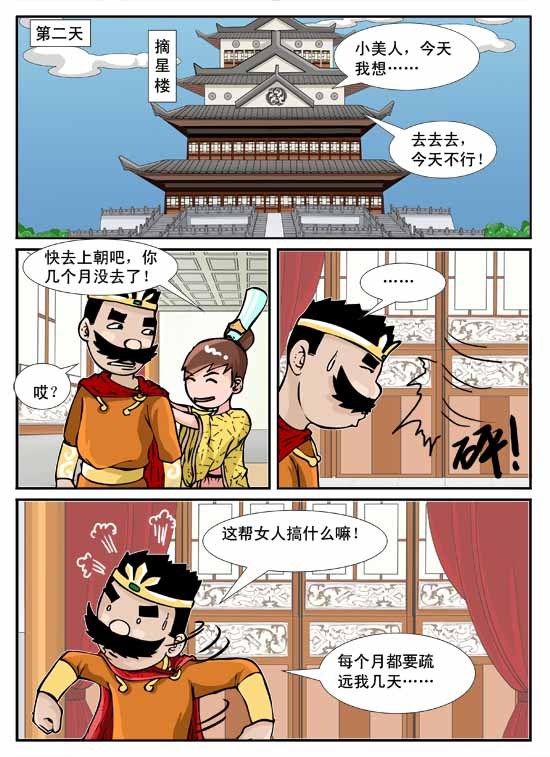 第二天
摘星楼
小美人，今天
我想……
去去去，
今天不行！
快去上朝吧，你
几个月没去了！
哎？
……
砰！
这帮女人搞什么嘛！
每个月都要疏
远我几天……